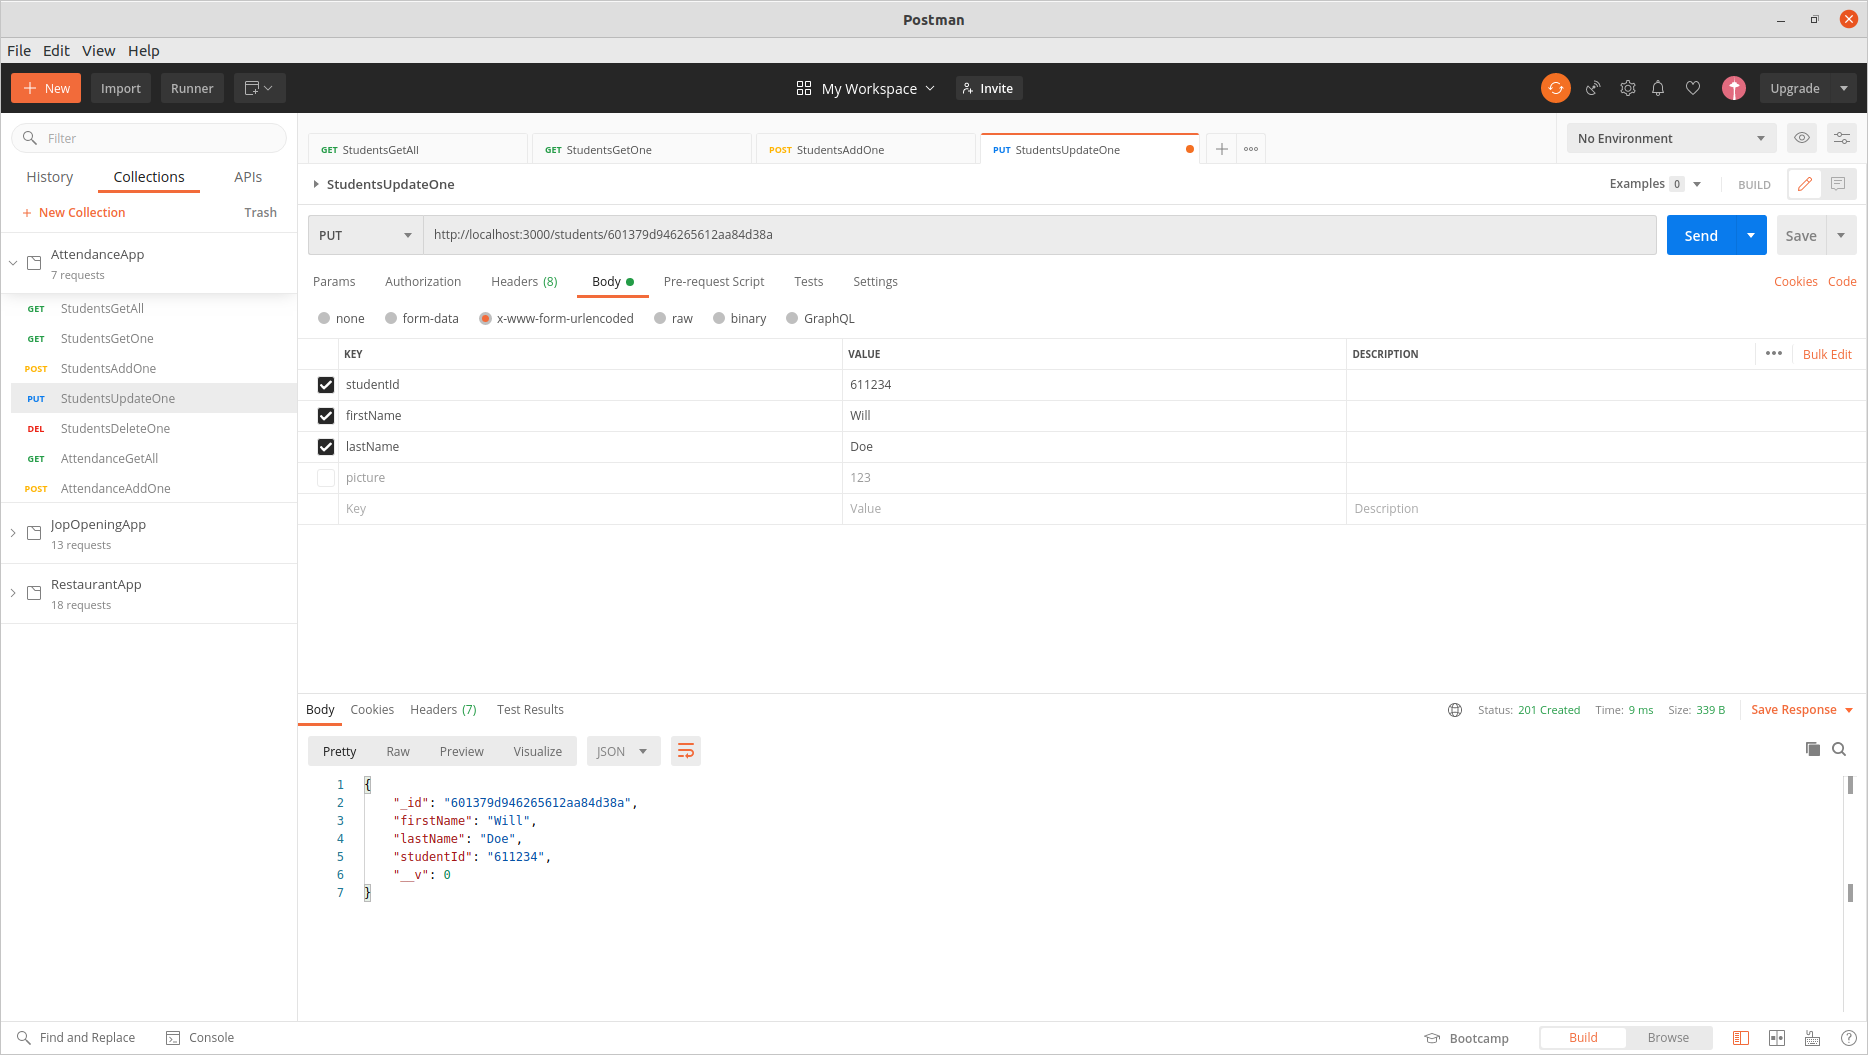 Postman
File Edit View Help
New Import Runner My Workspace Invite Upgrade
Filter
History Collections APIs
+ New Collection Trash
AttendanceApp
7 requests
GET StudentsGetAll
GET StudentsGetOne
POST StudentsAddOne
PUT StudentsUpdateOne
DEL StudentsDeleteOne
GET AttendanceGetAll
POST AttendanceAddOne
JopOpeningApp
13 requests
RestaurantApp
18 requests
GET StudentsGetAll GET StudentsGetOne POST StudentsAddOne PUT StudentsUpdateOne No Environment
StudentsUpdateOne Examples 0 BUILD
PUT http://localhost:3000/students/601379d946265612aa84d38a Send Save
Params Authorization Headers (8) Body Pre-request Script Tests Settings Cookies Code
none form-data x-www-form-urlencoded raw binary GraphQL
KEY VALUE DESCRIPTION Bulk Edit
studentId 611234
firstName Will
lastName Doe
picture 123
Key Value Description
Body Cookies Headers (7) Test Results Status: 201 Created Time: 9 ms Size: 339 B Save Response
Pretty Raw Preview Visualize JSON
1 {
2 "_id": "601379d946265612aa84d38a",
3 "firstName": "Will",
4 "lastName": "Doe",
5 "studentId": "611234",
6 "__v": 0
7 }
Find and Replace Console Bootcamp Build Browse